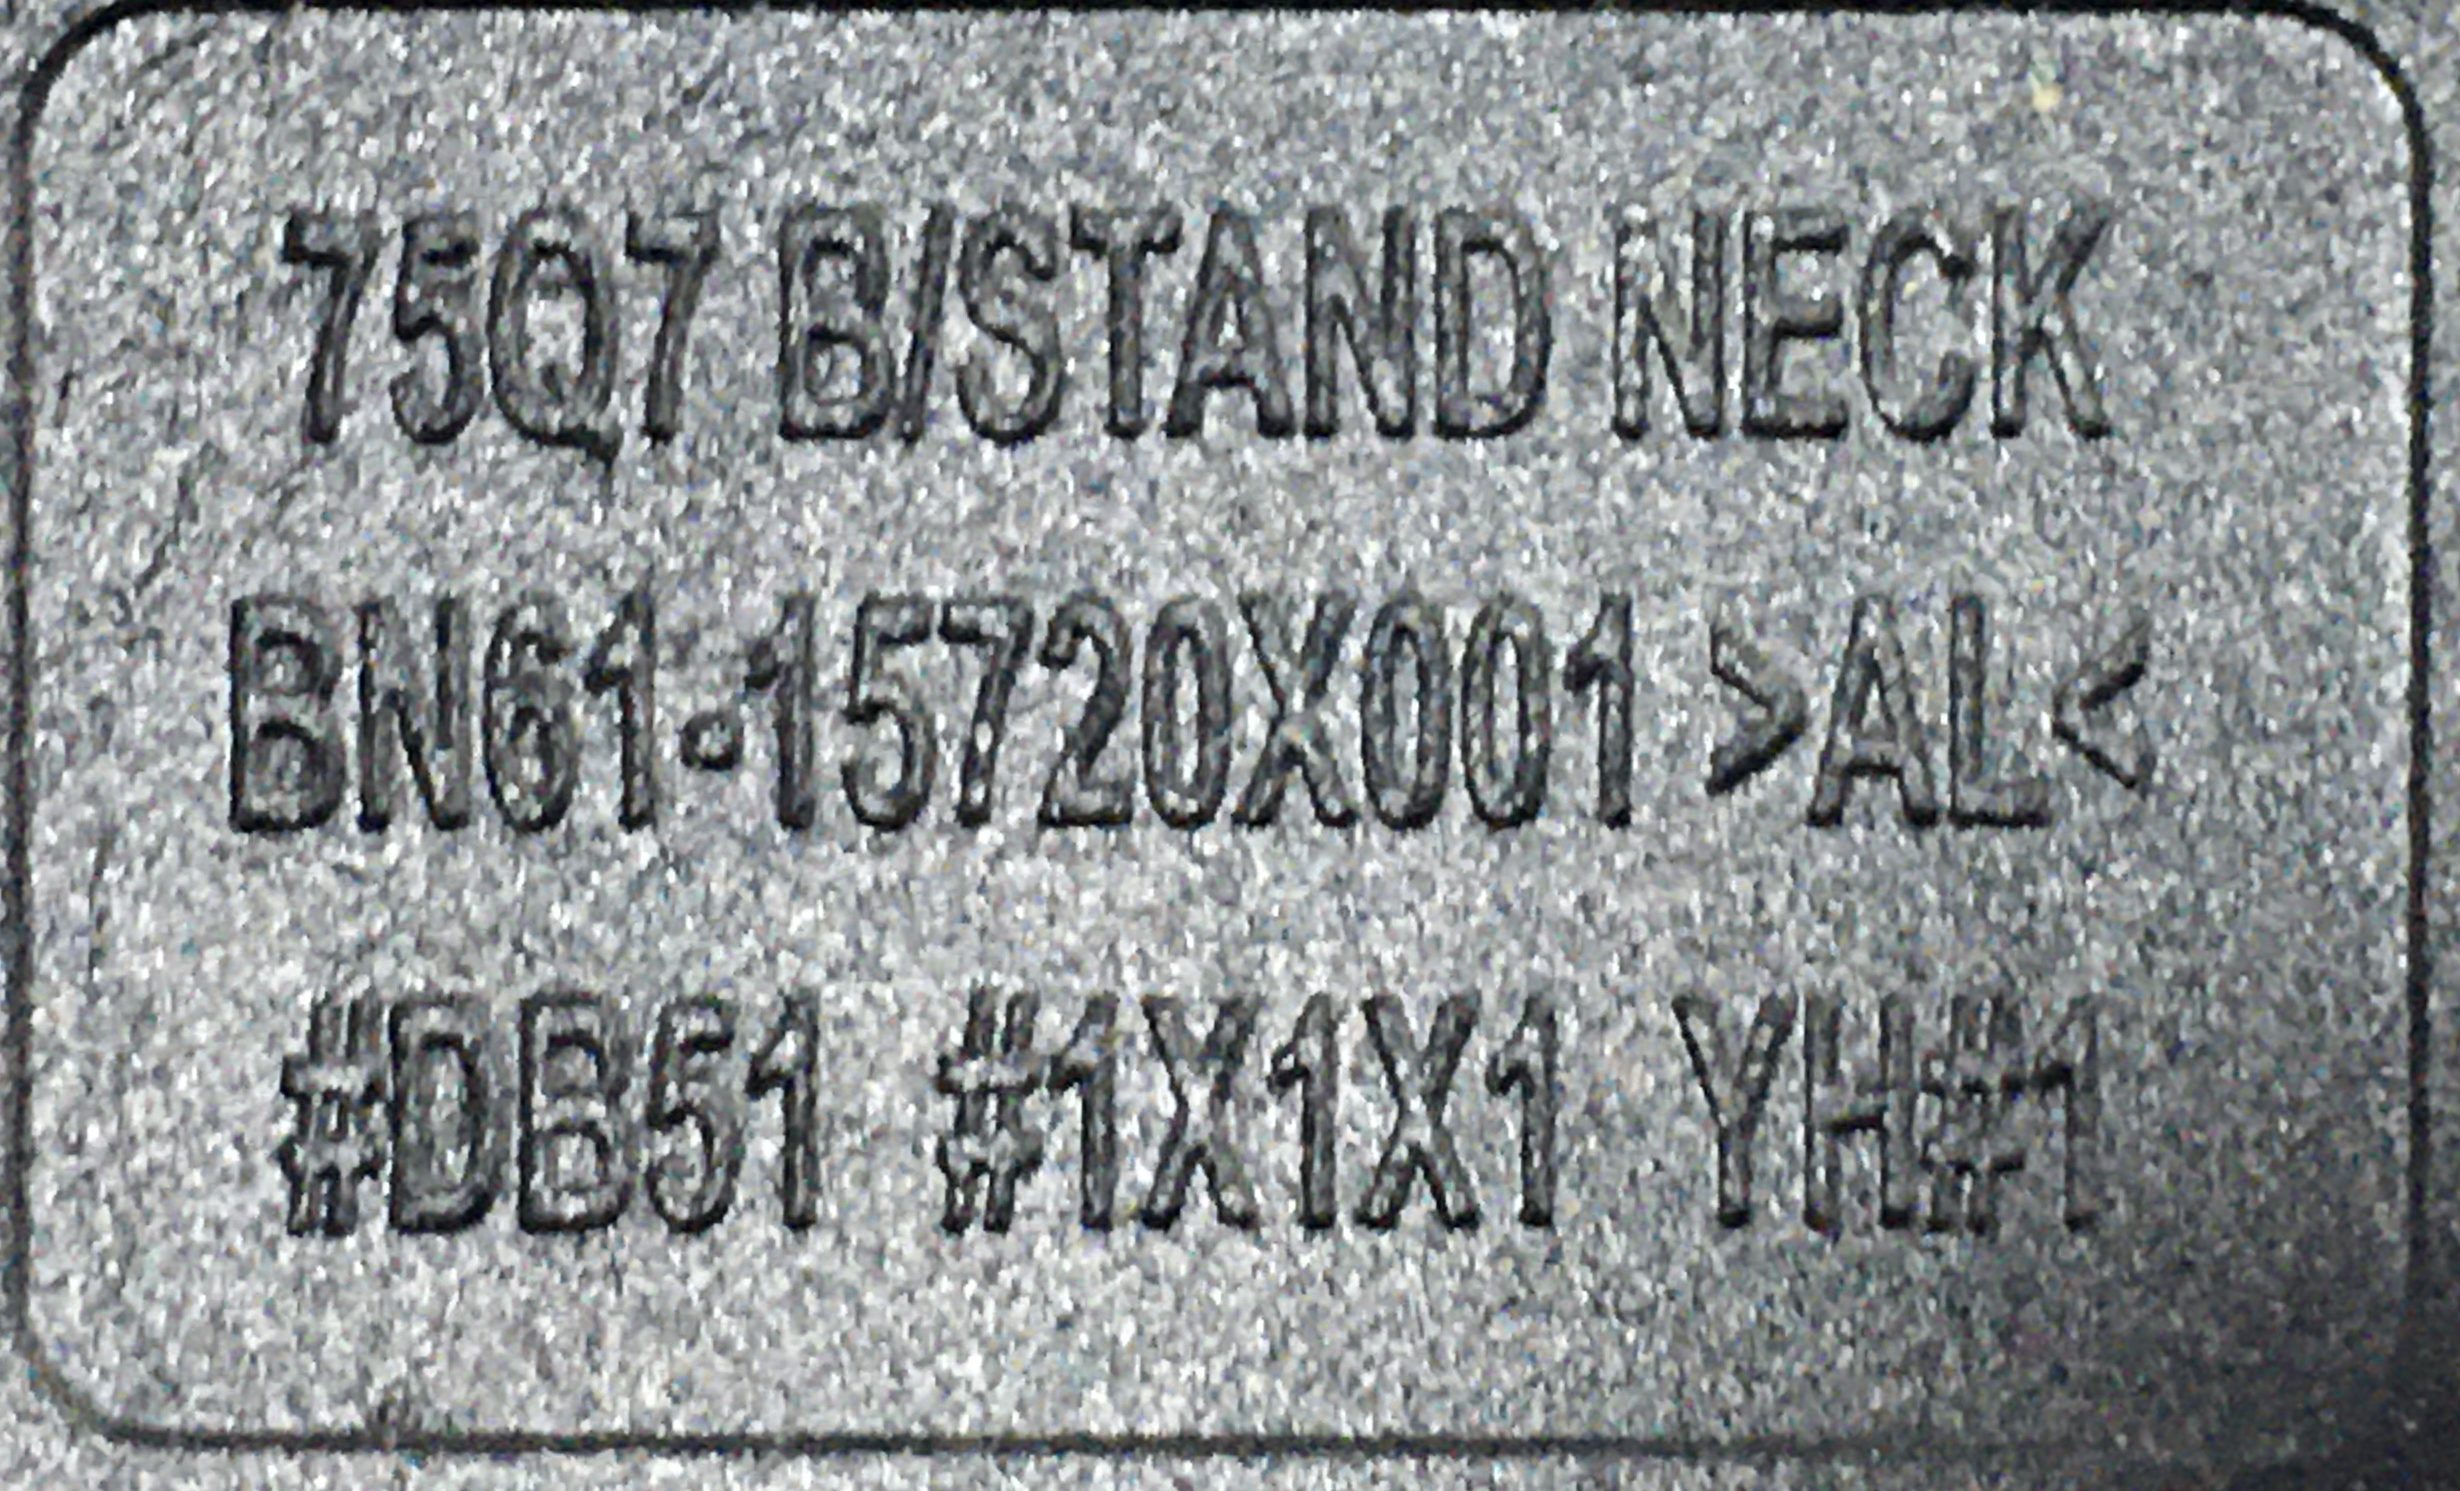 75Q7 B/STAND NECK
BN61-15720X001 >AL<
#DB51 #1X1X1 YH#1